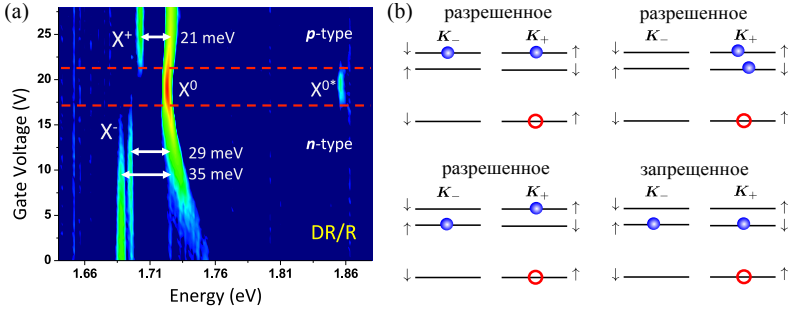 (a)
X⁺
21 meV
p-type
X⁰
X⁰*
X⁻
n-type
29 meV
35 meV
DR/R
Gate Voltage (V)
0
5
10
15
20
25
1.66
1.71
1.76
1.81
1.86
Energy (eV)
(b)
разрешенное
K₋ K₊
↓ ↑
↑ ↓
↓ ↑
разрешенное
K₋ K₊
↓ ↑
↑ ↓
↓ ↑
разрешенное
K₋ K₊
↓ ↑
↑ ↓
↓ ↑
запрещенное
K₋ K₊
↓ ↑
↑ ↓
↓ ↑